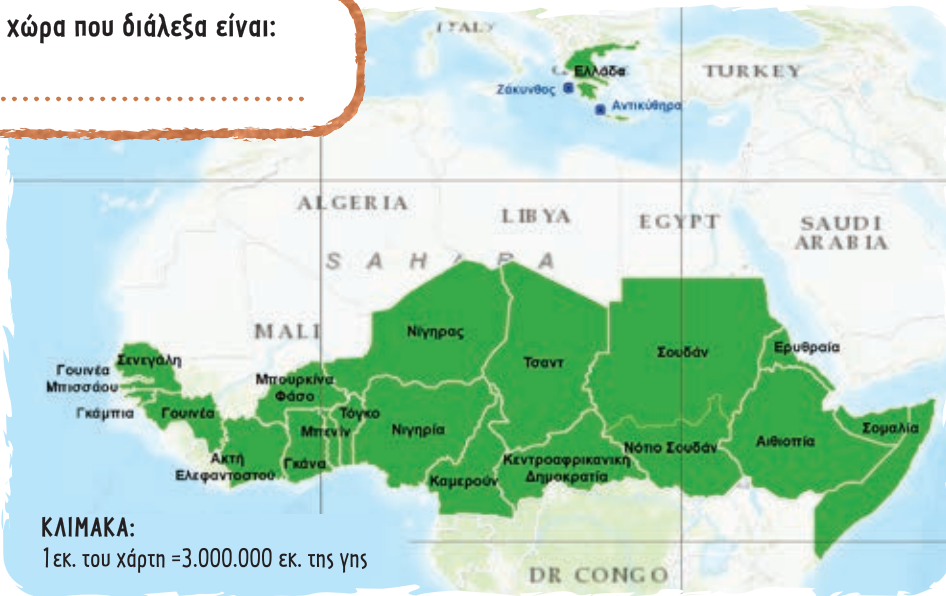 χώρα που διάλεξα είναι:
ITALY
Ελλάδα
TURKEY
Ζάκυνθος
Αντικύθηρα
ALGERIA
LIBYA
EGYPT
SAUDI
ARABIA
SAHARA
MALI
Νίγηρας
Τσαντ
Σουδάν
Ερυθραία
Σενεγάλη
Γουινέα
Μπισσάου
Γκάμπια
Γουινέα
Μπουρκίνα
Φάσο
Τόγκο
Μπενίν
Νιγηρία
Ακτή
Ελεφαντοστού
Γκάνα
Καμερούν
Κεντροαφρικανική
Δημοκρατία
Νότιο Σουδάν
Αιθιοπία
Σομαλία
ΚΛΙΜΑΚΑ:
1εκ. του χάρτη =3.000.000 εκ. της γης
DR CONGO